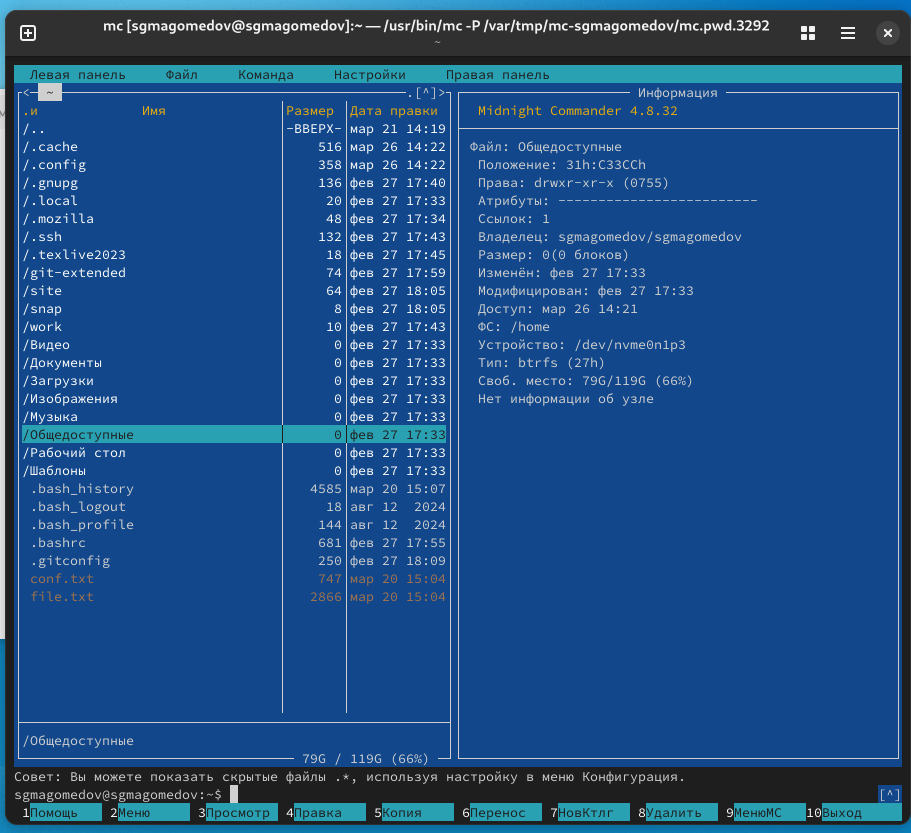 mc [sgmagomedov@sgmagomedov]:~ — /usr/bin/mc -P /var/tmp/mc-sgmagomedov/mc.pwd.3292
~
Левая панель Файл Команда Настройки Правая панель
<─ ~ .[^]>
.и Имя Размер Дата правки
/.. -ВВЕРХ- мар 21 14:19
/.cache 516 мар 26 14:22
/.config 358 мар 26 14:22
/.gnupg 136 фев 27 17:40
/.local 20 фев 27 17:33
/.mozilla 48 фев 27 17:34
/.ssh 132 фев 27 17:43
/.texlive2023 18 фев 27 17:45
/git-extended 74 фев 27 17:59
/site 64 фев 27 18:05
/snap 8 фев 27 18:05
/work 10 фев 27 17:43
/Видео 0 фев 27 17:33
/Документы 0 фев 27 17:33
/Загрузки 0 фев 27 17:33
/Изображения 0 фев 27 17:33
/Музыка 0 фев 27 17:33
/Общедоступные 0 фев 27 17:33
/Рабочий стол 0 фев 27 17:33
/Шаблоны 0 фев 27 17:33
.bash_history 4585 мар 20 15:07
.bash_logout 18 авг 12 2024
.bash_profile 144 авг 12 2024
.bashrc 681 фев 27 17:55
.gitconfig 250 фев 27 18:09
conf.txt 747 мар 20 15:04
file.txt 2866 мар 20 15:04
/Общедоступные
79G / 119G (66%)
Информация
Midnight Commander 4.8.32
Файл: Общедоступные
Положение: 31h:C33CCh
Права: drwxr-xr-x (0755)
Атрибуты: -------------------------
Ссылок: 1
Владелец: sgmagomedov/sgmagomedov
Размер: 0(0 блоков)
Изменён: фев 27 17:33
Модифицирован: фев 27 17:33
Доступ: мар 26 14:21
ФС: /home
Устройство: /dev/nvme0n1p3
Тип: btrfs (27h)
Своб. место: 79G/119G (66%)
Нет информации об узле
Совет: Вы можете показать скрытые файлы .*, используя настройку в меню Конфигурация.
sgmagomedov@sgmagomedov:~$ [^]
1Помощь 2Меню 3Просмотр 4Правка 5Копия 6Перенос 7НовКтлг 8Удалить 9МенюМС 10Выход